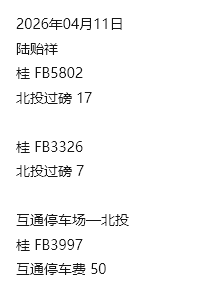 2026年04月11日
陆贻祥
桂 FB5802
北投过磅 17

桂 FB3326
北投过磅 7

互通停车场—北投
桂 FB3997
互通停车费 50